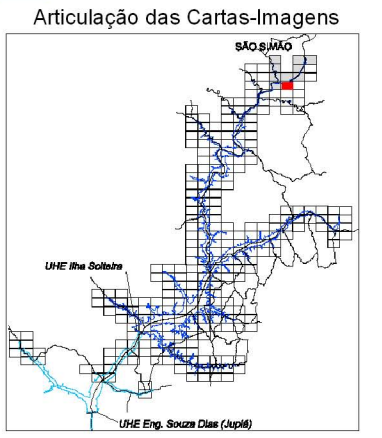 Articulação das Cartas-Imagens
SÃO SIMÃO
UHE Ilha Solteira
UHE Eng. Souza Dias (Jupiá)